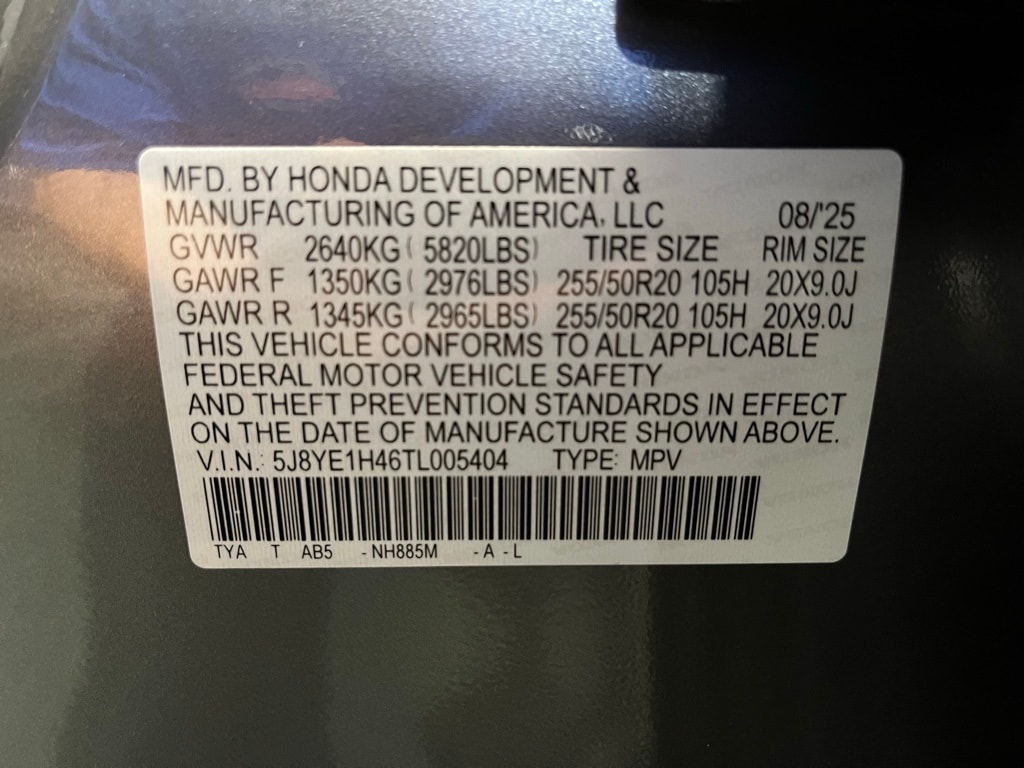 MFD. BY HONDA DEVELOPMENT &
MANUFACTURING OF AMERICA, LLC 08/'25
GVWR 2640KG ( 5820LBS) TIRE SIZE RIM SIZE
GAWR F 1350KG ( 2976LBS) 255/50R20 105H 20X9.0J
GAWR R 1345KG ( 2965LBS) 255/50R20 105H 20X9.0J
THIS VEHICLE CONFORMS TO ALL APPLICABLE
FEDERAL MOTOR VEHICLE SAFETY
AND THEFT PREVENTION STANDARDS IN EFFECT
ON THE DATE OF MANUFACTURE SHOWN ABOVE.
V.I.N.: 5J8YE1H46TL005404 TYPE: MPV
TYA T AB5 - NH885M - A - L